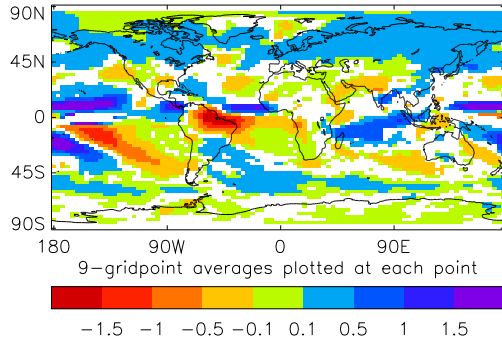 90N
45N
0
45S
90S
180 90W 0 90E
9-gridpoint averages plotted at each point
-1.5 -1 -0.5 -0.1 0.1 0.5 1 1.5